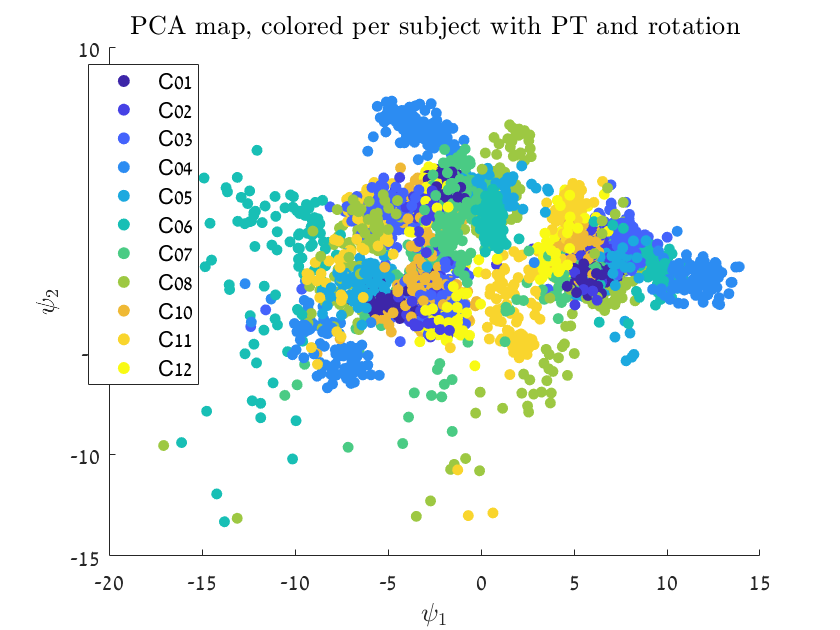 PCA map, colored per subject with PT and rotation
10
C01
C02
C03
C04
C05
C06
C07
C08
C10
C11
C12
ψ2
-10
-15
-20 -15 -10 -5 0 5 10 15
ψ1